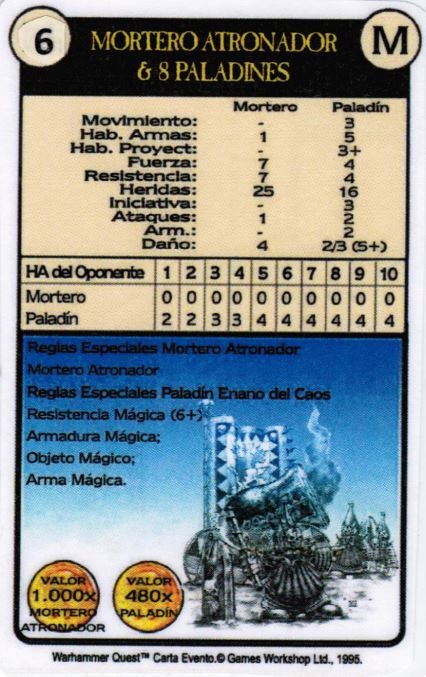 6
M
MORTERO ATRONADOR
& 8 PALADINES
Mortero Paladín
Movimiento: - 3
Hab. Armas: 1 5
Hab. Proyect: - 3+
Fuerza: 7 4
Resistencia: 7 4
Heridas: 25 16
Iniciativa: - 3
Ataques: 1 2
Arm.: - 2
Daño: 4 2/3 (5+)
HA del Oponente 1 2 3 4 5 6 7 8 9 10
Mortero 0 0 0 0 0 0 0 0 0 0
Paladín 2 2 3 3 4 4 4 4 4 4
Reglas Especiales Mortero Atronador
Mortero Atronador
Reglas Especiales Paladín Enano del Caos
Resistencia Mágica (6+)
Armadura Mágica;
Objeto Mágico;
Arma Mágica.
VALOR
1.000x
MORTERO
ATRONADOR
VALOR
480x
PALADÍN
Warhammer Quest™ Carta Evento.© Games Workshop Ltd., 1995.